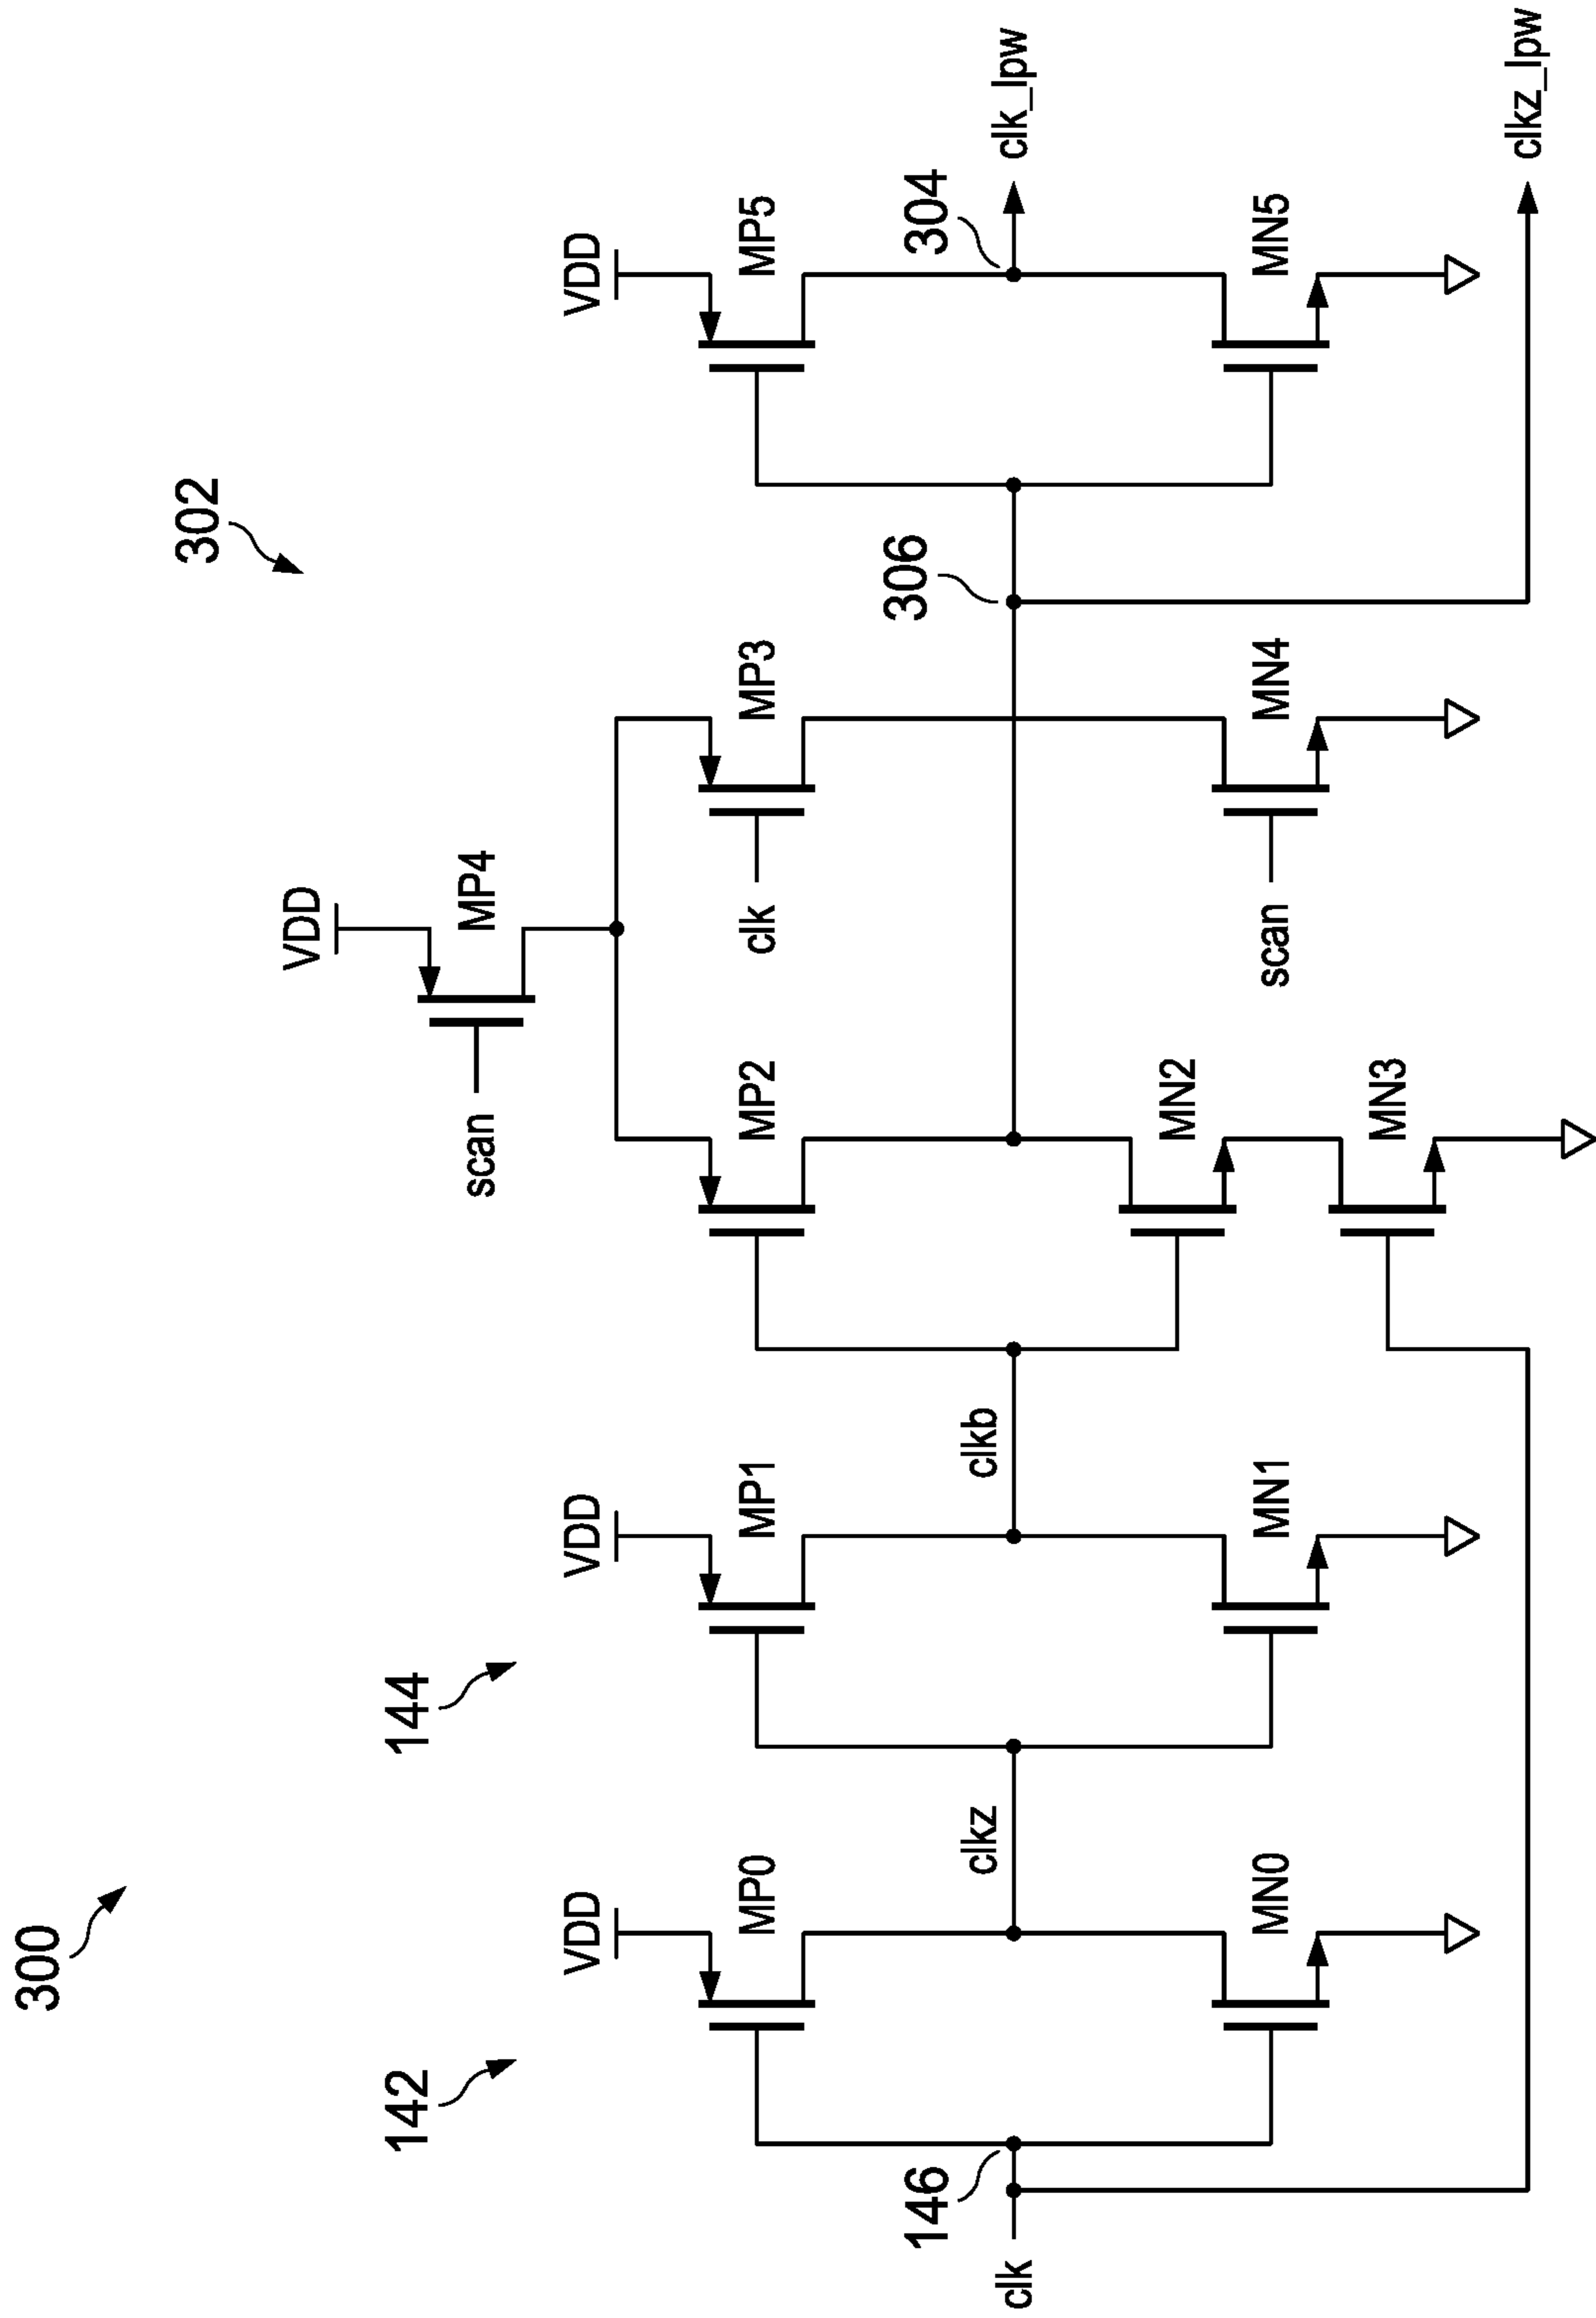 300
302
142
144
VDD
scan
MP4
VDD
MP0
VDD
MP1
MP2
clk
MP3
VDD
MP5
clk
146
clkz
clkb
306
304
clk_lpw
MN0
MN1
MN2
scan
MN4
MN5
MN3
clkz_lpw